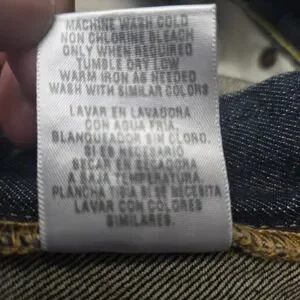 MACHINE WASH COLD
NON CHLORINE BLEACH
ONLY WHEN REQUIRED
TUMBLE DRY LOW
WARM IRON AS NEEDED
WASH WITH SIMILAR COLORS
LAVAR EN LAVADORA
CON AGUA FRIA.
BLANQUEADOR SIN CLORO.
SI ES NECESARIO
SECAR EN SECADORA
A BAJA TEMPERATURA.
PLANCHA TIBIA SI SE NECESITA
LAVAR CON COLORES
SIMILARES.